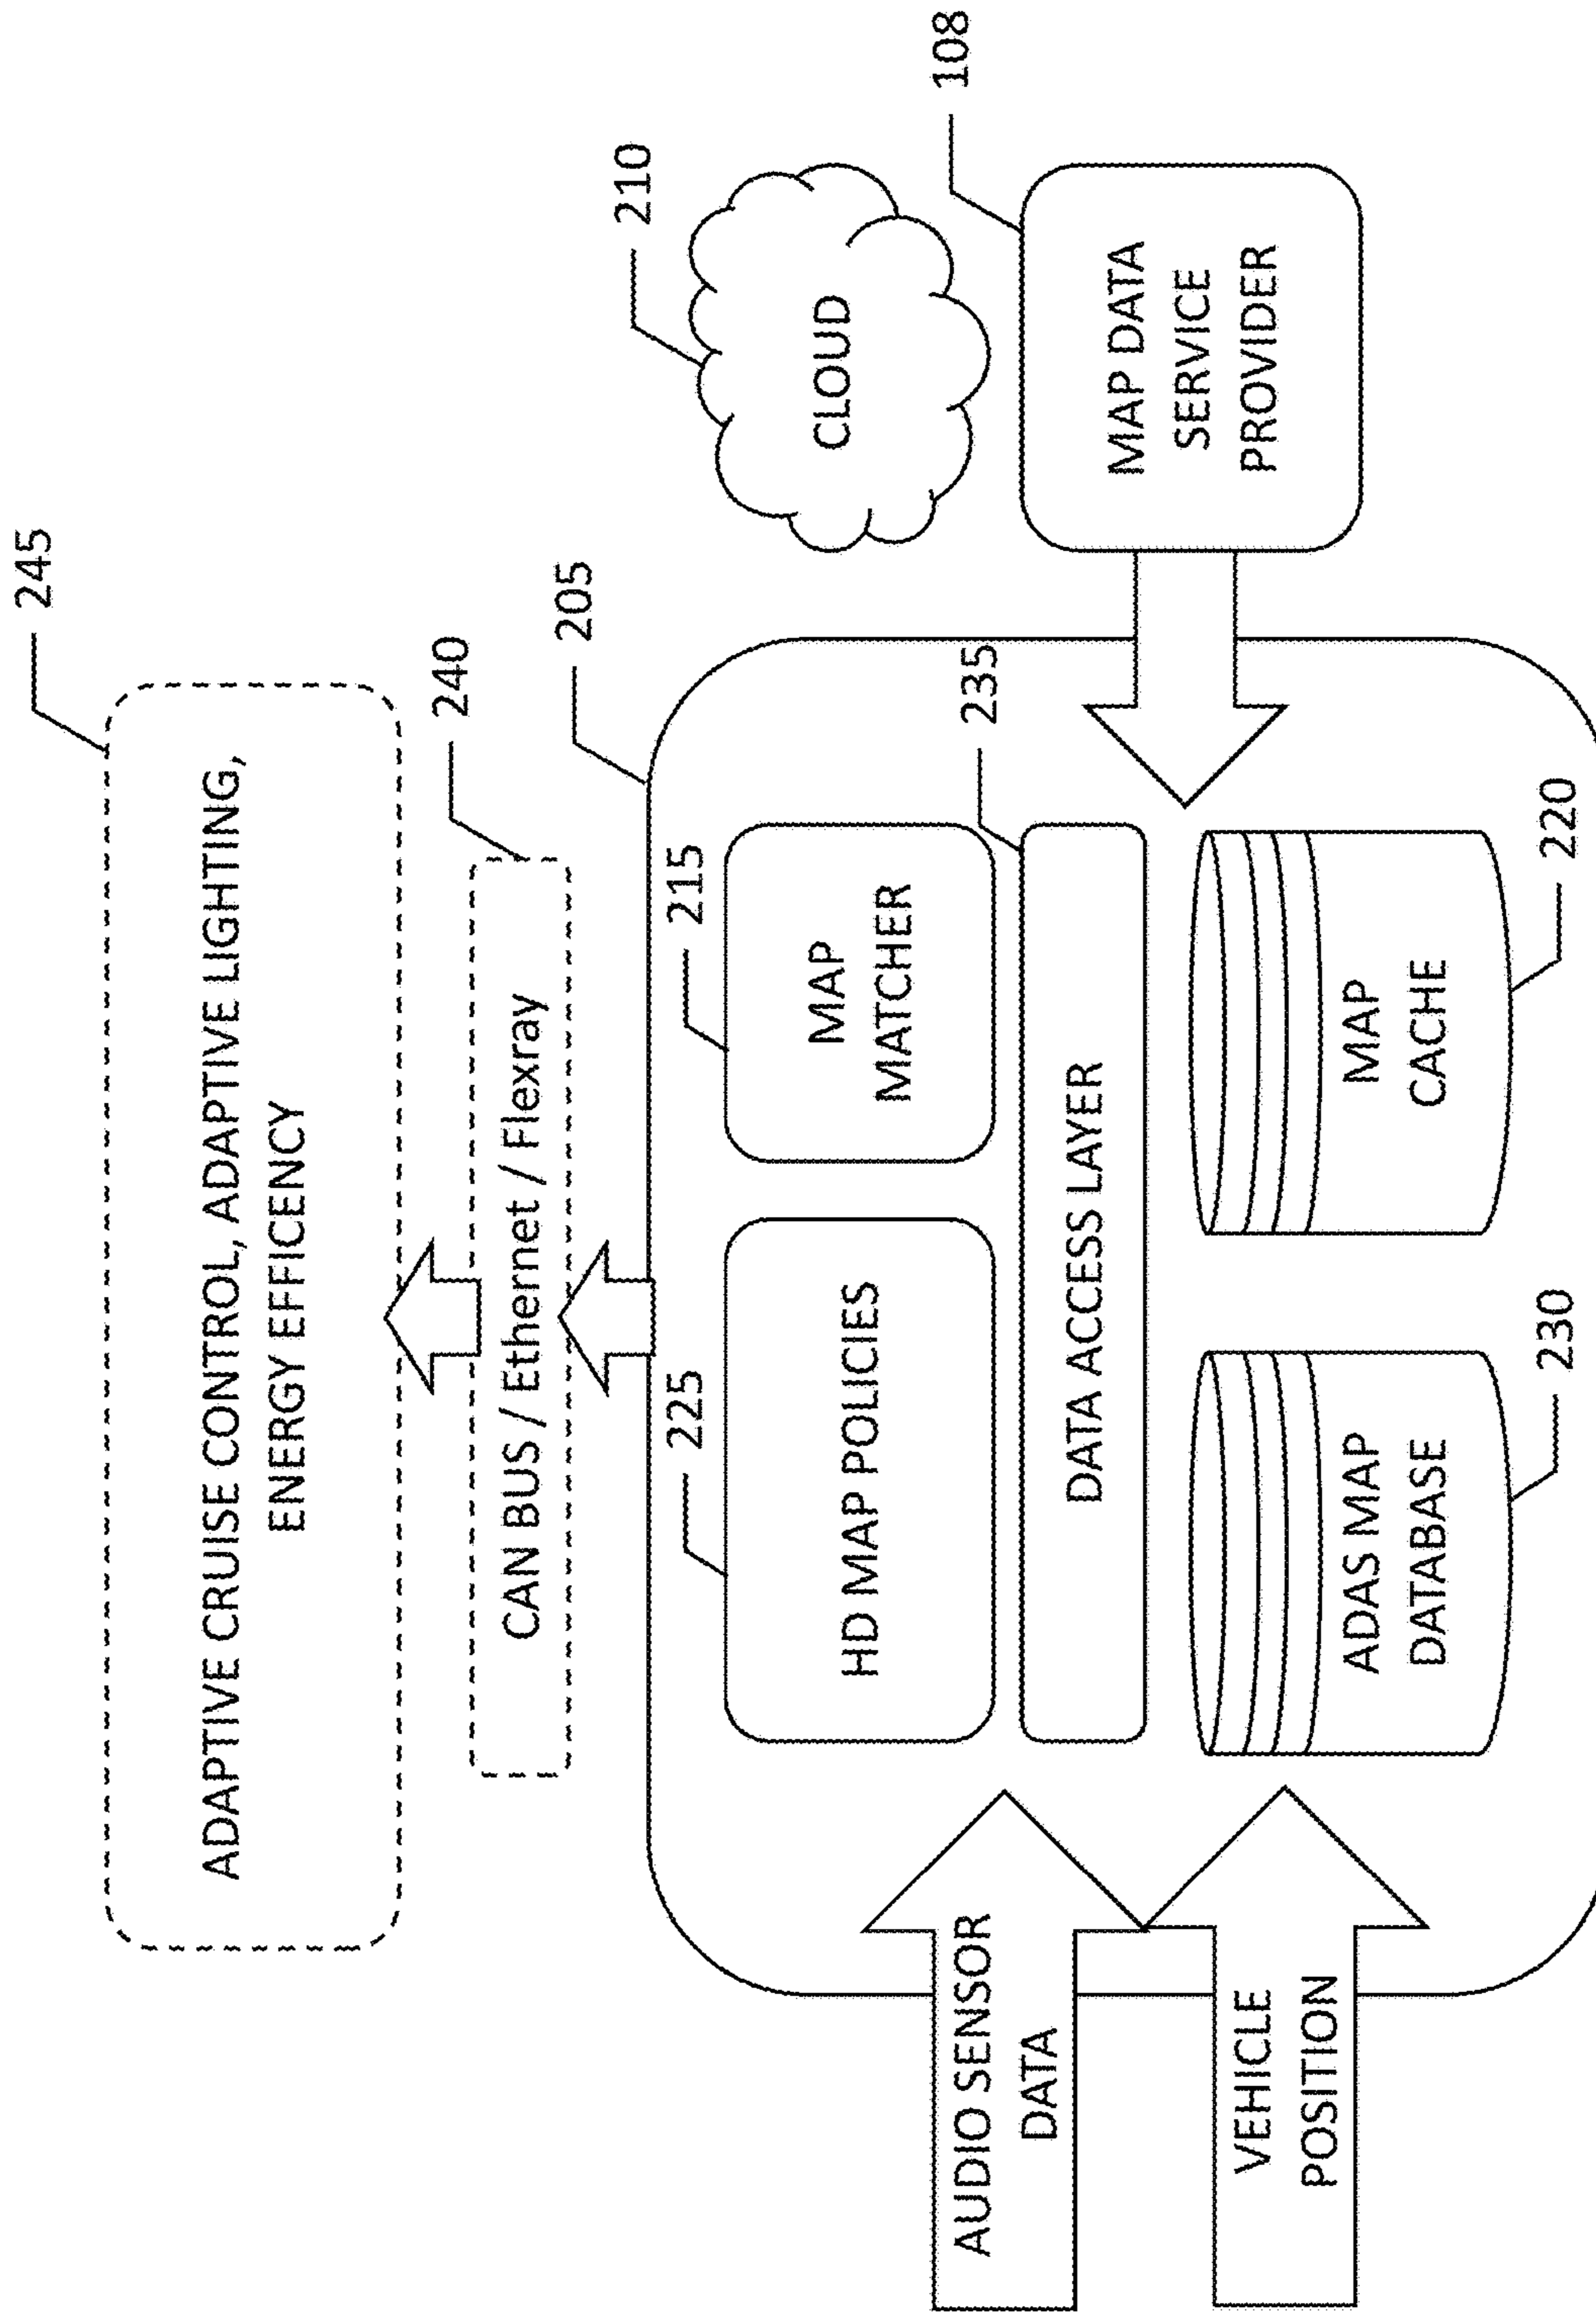 245
ADAPTIVE CRUISE CONTROL, ADAPTIVE LIGHTING,
ENERGY EFFICENCY
240
CAN BUS / Ethernet / Flexray
205
210
CLOUD
225
HD MAP POLICIES
215
MAP
MATCHER
235
DATA ACCESS LAYER
108
MAP DATA
SERVICE
PROVIDER
AUDIO SENSOR
DATA
VEHICLE
POSITION
ADAS MAP
DATABASE
230
MAP
CACHE
220